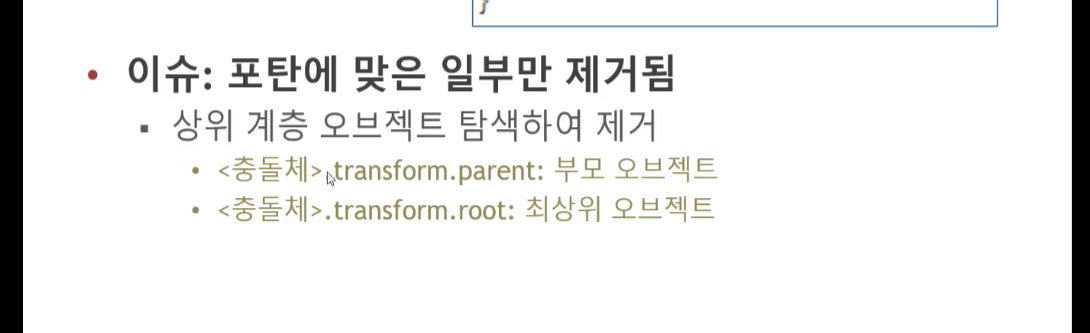 }
• 이슈: 포탄에 맞은 일부만 제거됨
▪ 상위 계층 오브젝트 탐색하여 제거
• <충돌체>.transform.parent: 부모 오브젝트
• <충돌체>.transform.root: 최상위 오브젝트